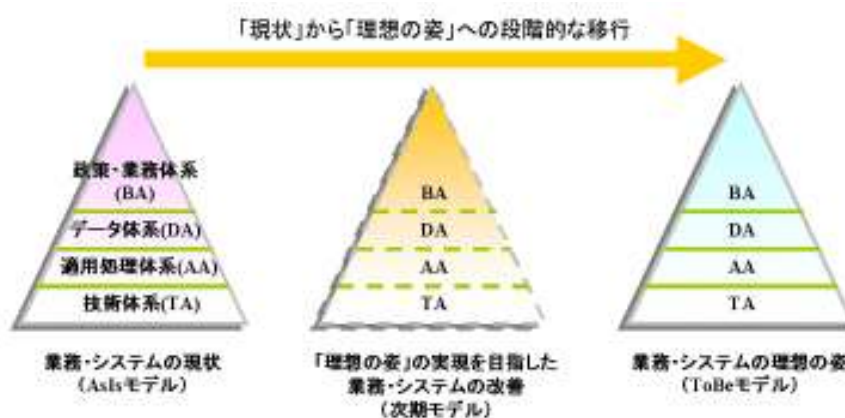 「現状」から「理想の姿」への段階的な移行
政策・業務体系
(BA)
データ体系(DA)
適用処理体系(AA)
技術体系(TA)
業務・システムの現状
(AsIsモデル)
BA
DA
AA
TA
「理想の姿」の実現を目指した
業務・システムの改善
(次期モデル)
BA
DA
AA
TA
業務・システムの理想の姿
(ToBeモデル)